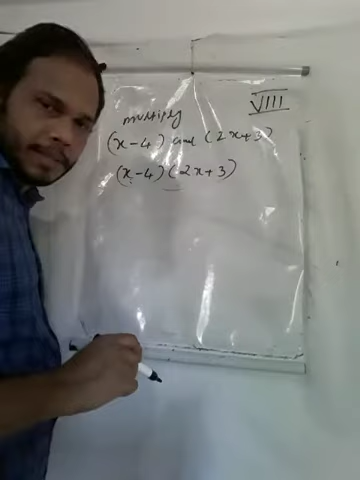 VIII
multiply
(x-4) and (2x+3)
(x-4)(2x+3)